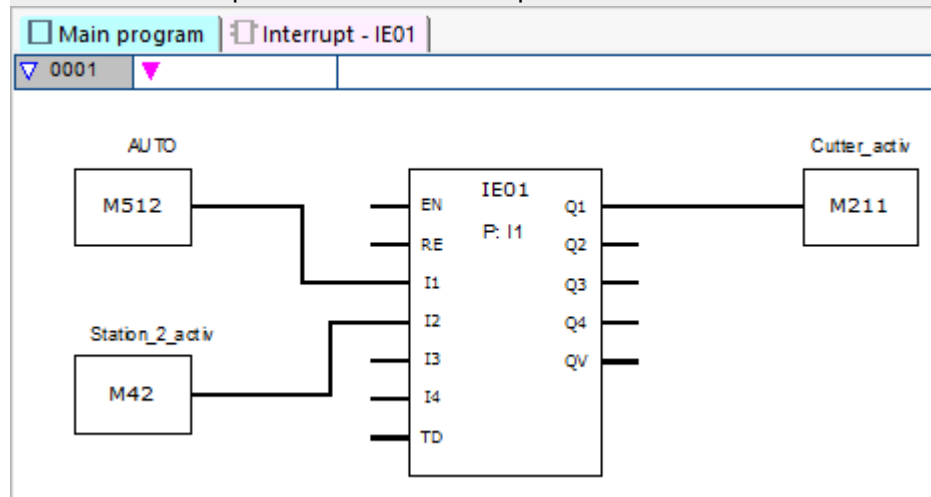 Main program Interrupt - IE01
0001
AUTO Cutter_activ
M512 IE01 M211
P: I1
EN Q1
RE Q2
I1 Q3
I2 Q4
I3 QV
I4
TD
Station_2_activ
M42